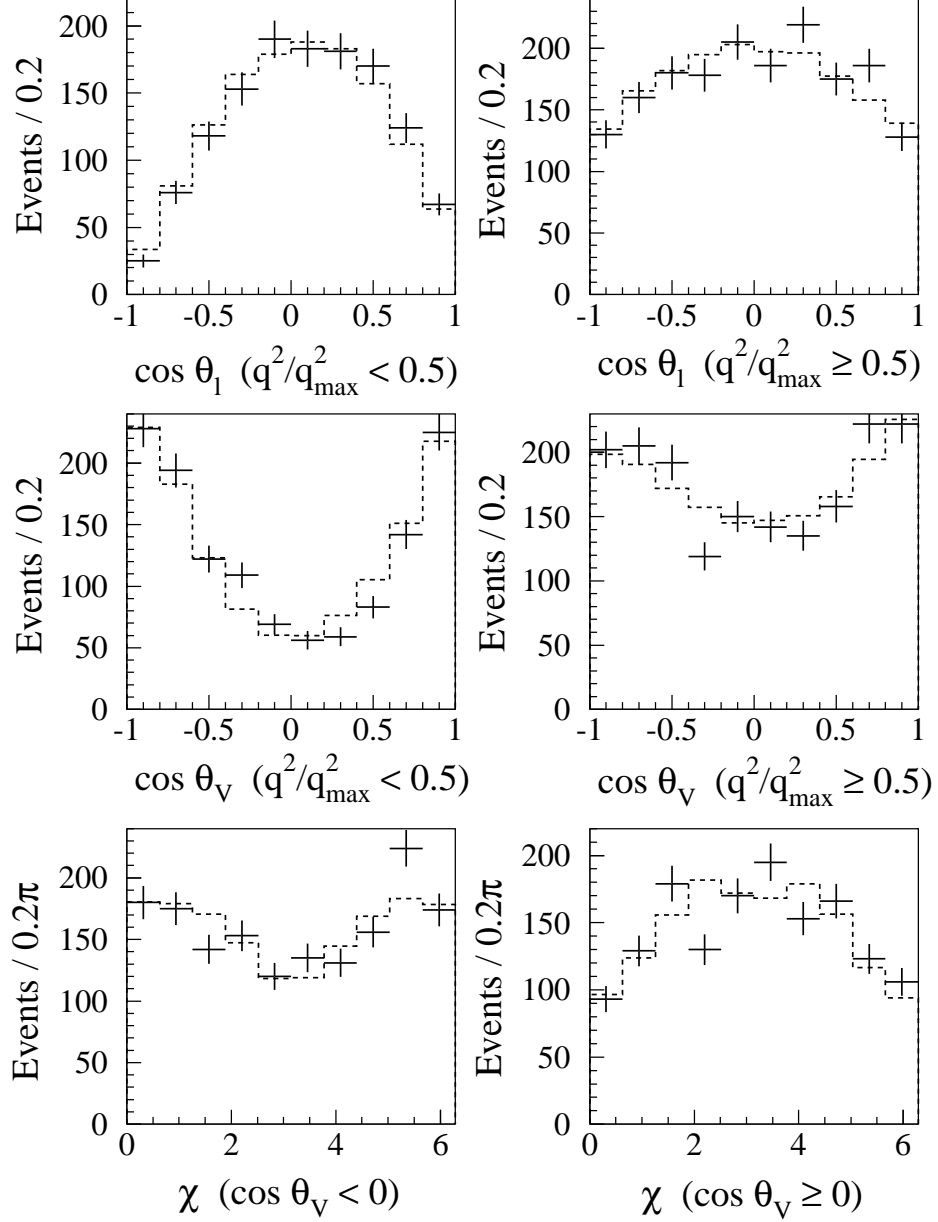 Events / 0.2
200
150
100
50
0
-1 -0.5 0 0.5 1
cos θl (q²/q²max < 0.5)
Events / 0.2
200
150
100
50
0
-1 -0.5 0 0.5 1
cos θl (q²/q²max ≥ 0.5)
Events / 0.2
200
150
100
50
0
-1 -0.5 0 0.5 1
cos θV (q²/q²max < 0.5)
Events / 0.2
200
150
100
50
0
-1 -0.5 0 0.5 1
cos θV (q²/q²max ≥ 0.5)
Events / 0.2π
200
150
100
50
0
0 2 4 6
χ (cos θV < 0)
Events / 0.2π
200
150
100
50
0
0 2 4 6
χ (cos θV ≥ 0)